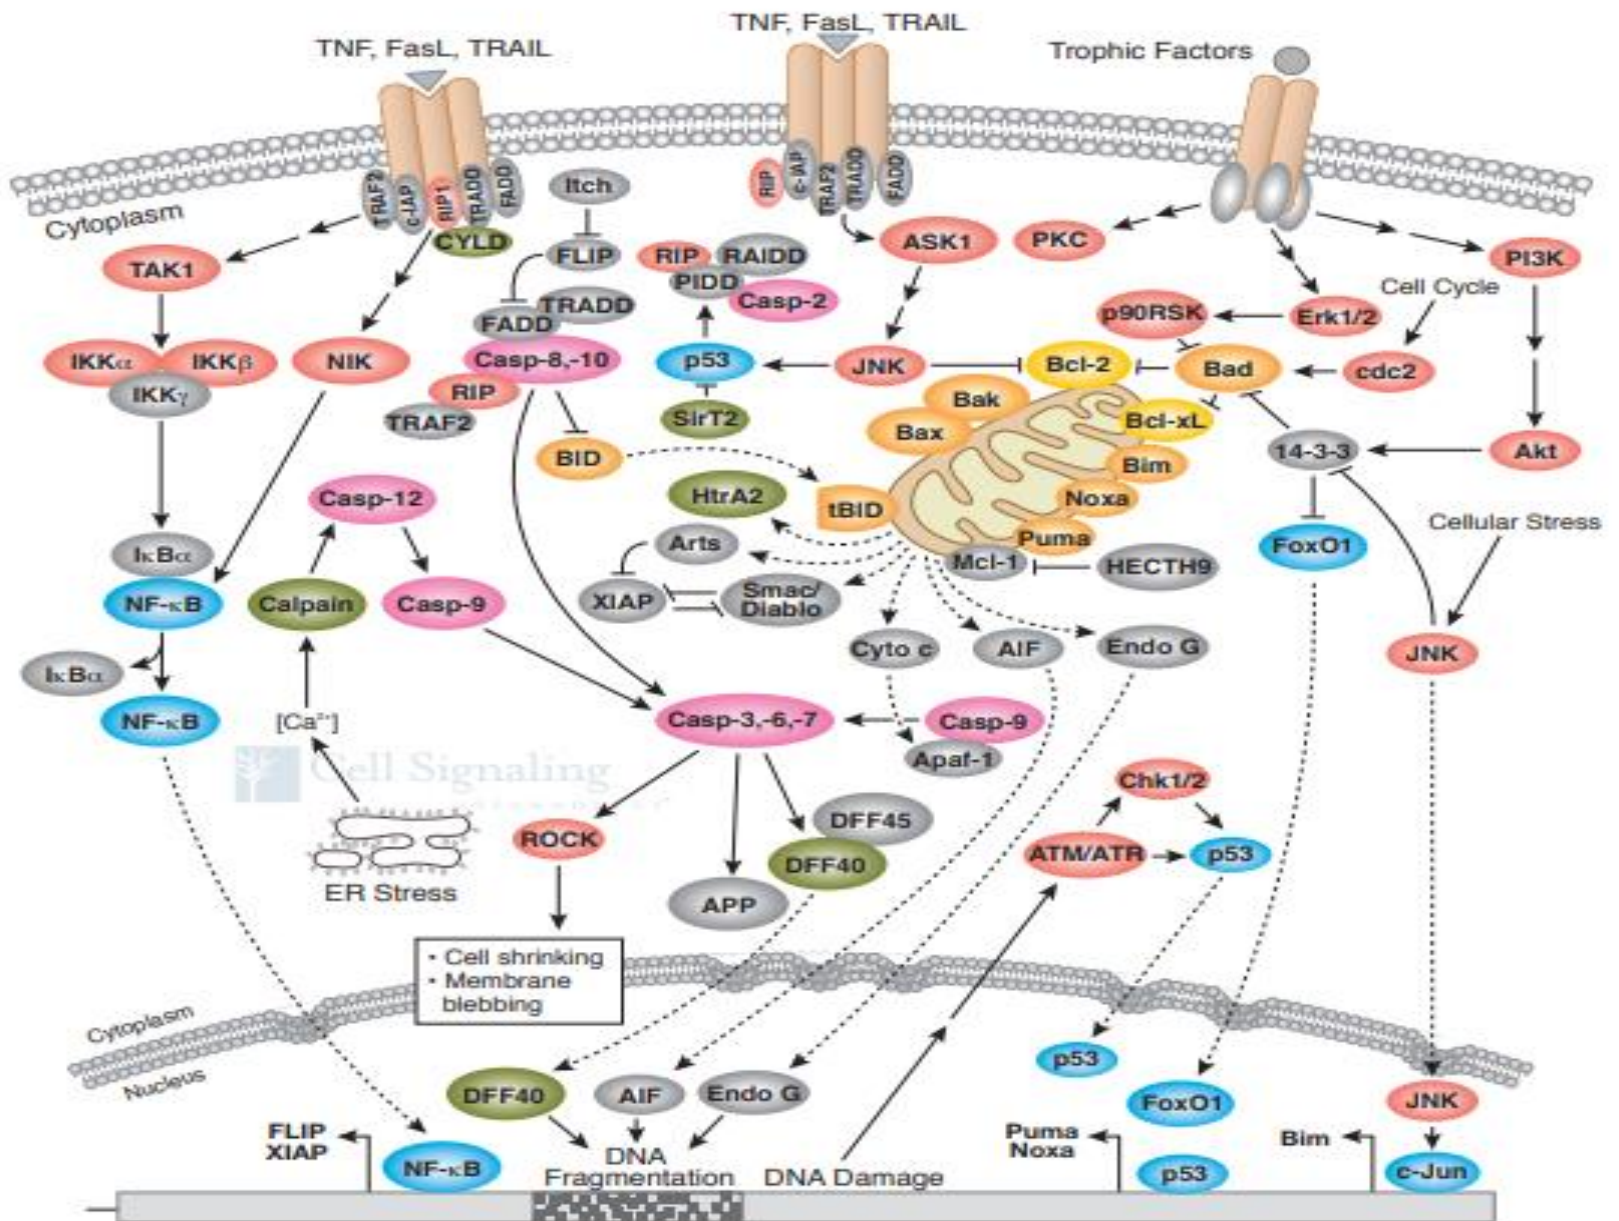 TNF, FasL, TRAIL
TNF, FasL, TRAIL
Trophic Factors
Cytoplasm
TRAF2
c-IAP
RIP1
TRADD
FADD
CYLD
Itch
FLIP
RIP
c-IAP
TRAF2
TRADD
FADD
ASK1
PKC
PI3K
TAK1
RIP
RAIDD
PIDD
Casp-2
TRADD
FADD
Cell Cycle
p90RSK
Erk1/2
IKKα
IKKβ
IKKγ
NIK
Casp-8,-10
RIP
TRAF2
p53
JNK
Bcl-2
Bad
cdc2
SirT2
Bak
Bax
Bcl-xL
14-3-3
Akt
BID
Bim
Casp-12
HtrA2
tBID
Noxa
Puma
Cellular Stress
Arts
Mcl-1
HECTH9
FoxO1
IκBα
NF-κB
Calpain
Casp-9
XIAP
Smac/
Diablo
Cyto c
AIF
Endo G
JNK
IκBα
NF-κB
[Ca²⁺]
Casp-3,-6,-7
Casp-9
Apaf-1
Cell Signaling
Chk1/2
ROCK
DFF45
DFF40
ATM/ATR
p53
ER Stress
APP
• Cell shrinking
• Membrane
blebbing
Cytoplasm
Nucleus
p53
DFF40
AIF
Endo G
FoxO1
JNK
FLIP
XIAP
NF-κB
DNA
Fragmentation
DNA Damage
Puma
Noxa
p53
Bim
c-Jun